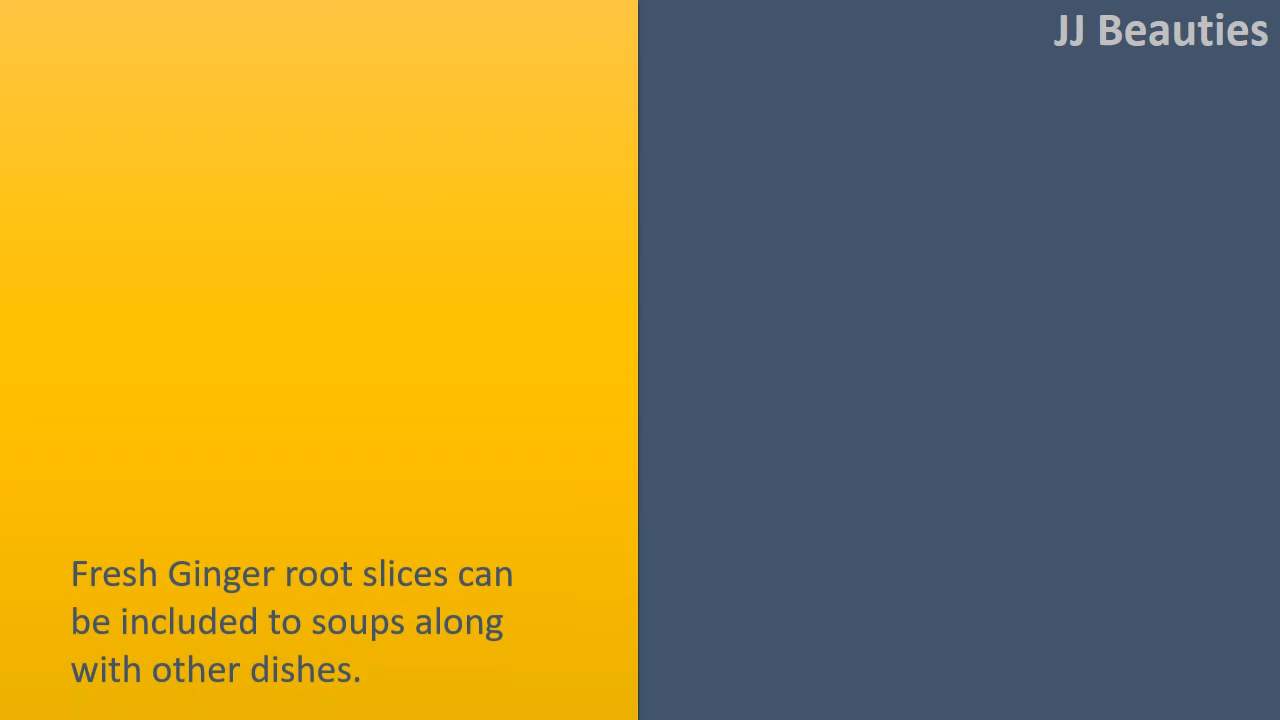 JJ Beauties
Fresh Ginger root slices can
be included to soups along
with other dishes.